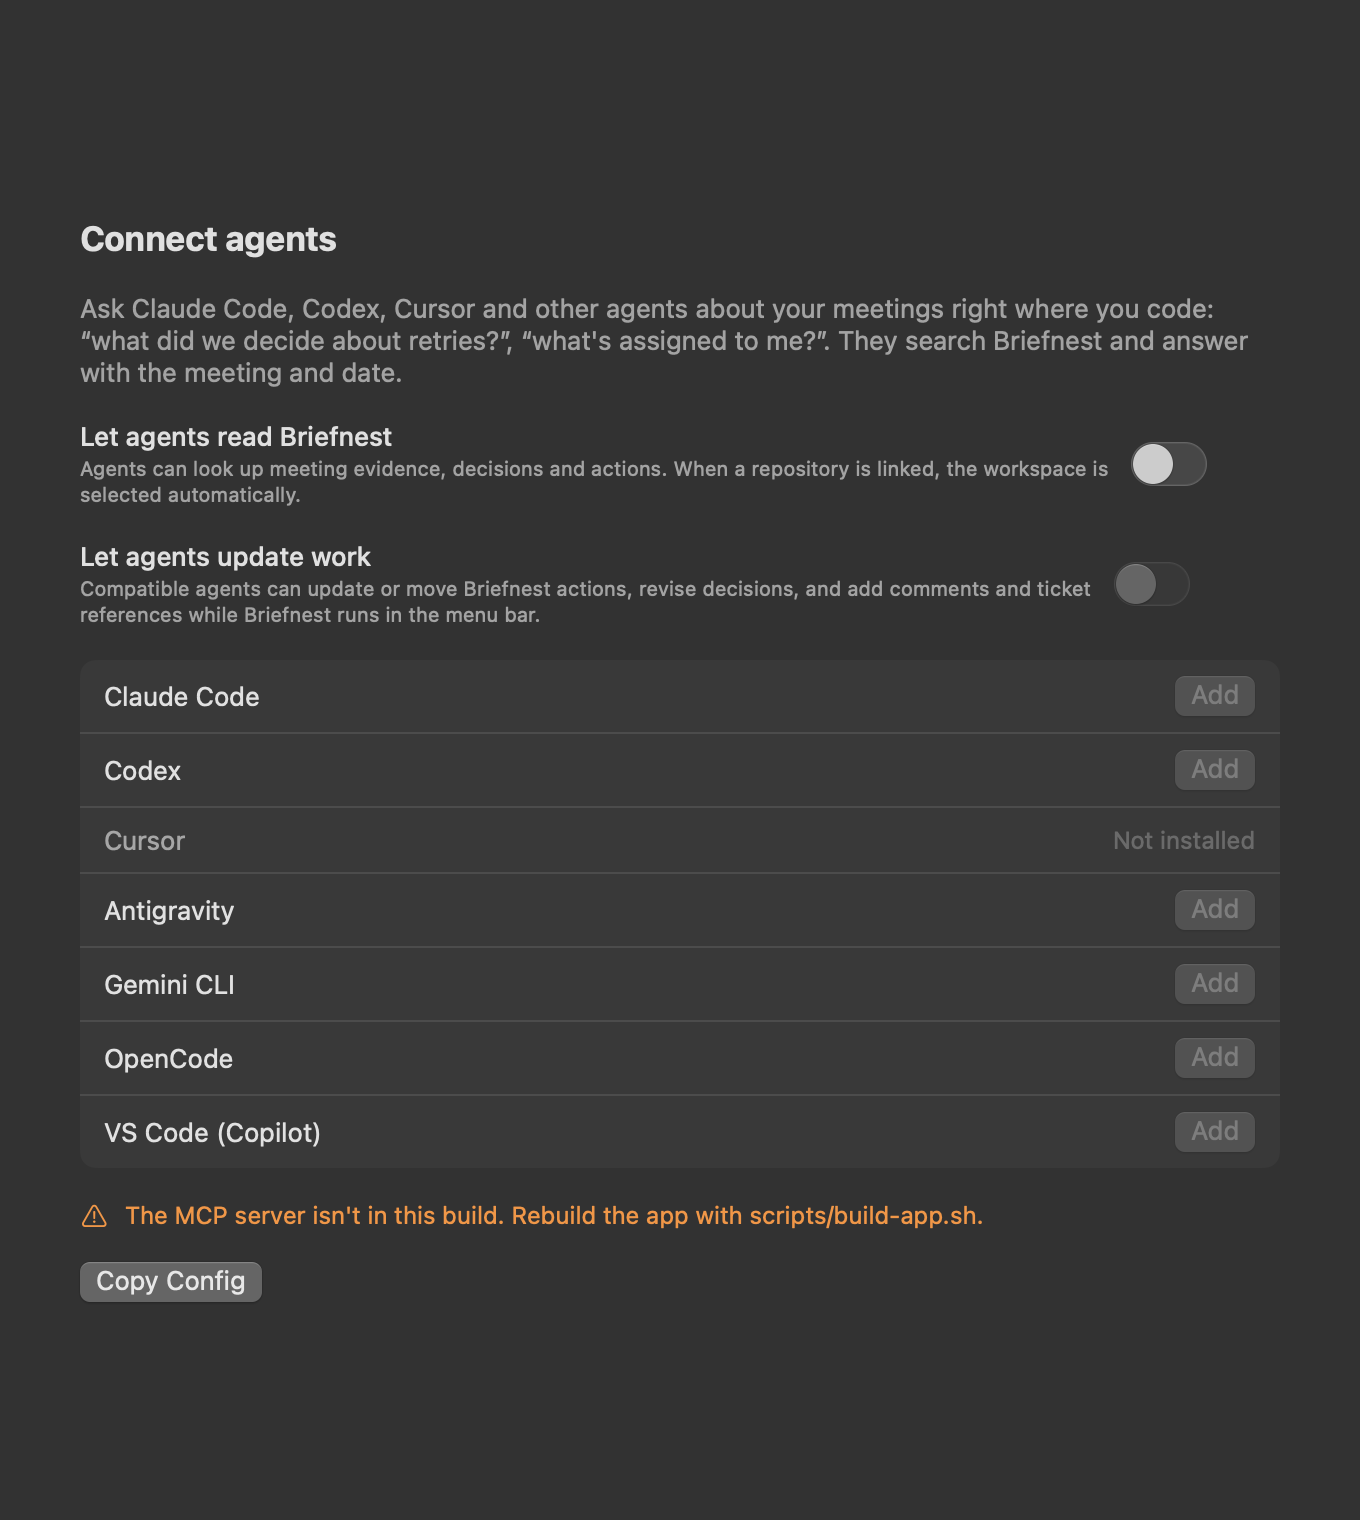 Connect agents
Ask Claude Code, Codex, Cursor and other agents about your meetings right where you code:
“what did we decide about retries?”, “what's assigned to me?”. They search Briefnest and answer
with the meeting and date.
Let agents read Briefnest
Agents can look up meeting evidence, decisions and actions. When a repository is linked, the workspace is
selected automatically.
Let agents update work
Compatible agents can update or move Briefnest actions, revise decisions, and add comments and ticket
references while Briefnest runs in the menu bar.
Claude Code Add
Codex Add
Cursor Not installed
Antigravity Add
Gemini CLI Add
OpenCode Add
VS Code (Copilot) Add
The MCP server isn't in this build. Rebuild the app with scripts/build-app.sh.
Copy Config